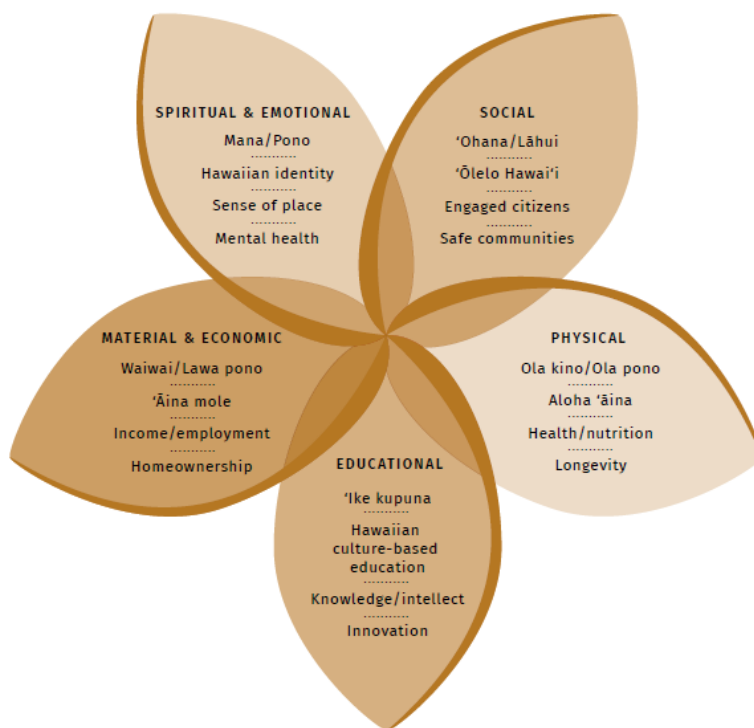 SPIRITUAL & EMOTIONAL
Mana/Pono
Hawaiian identity
Sense of place
Mental health
SOCIAL
ʻOhana/Lāhui
ʻŌlelo Hawaiʻi
Engaged citizens
Safe communities
MATERIAL & ECONOMIC
Waiwai/Lawa pono
ʻĀina mole
Income/employment
Homeownership
PHYSICAL
Ola kino/Ola pono
Aloha ʻāina
Health/nutrition
Longevity
EDUCATIONAL
ʻIke kupuna
Hawaiian
culture-based
education
Knowledge/intellect
Innovation